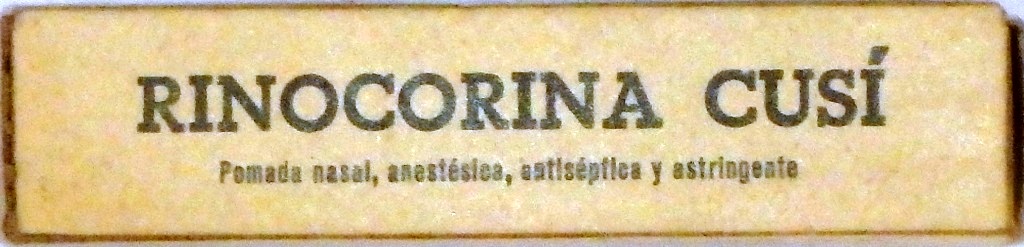 RINOCORINA CUSÍ
Pomada nasal, anestésica, antiséptica y astringente